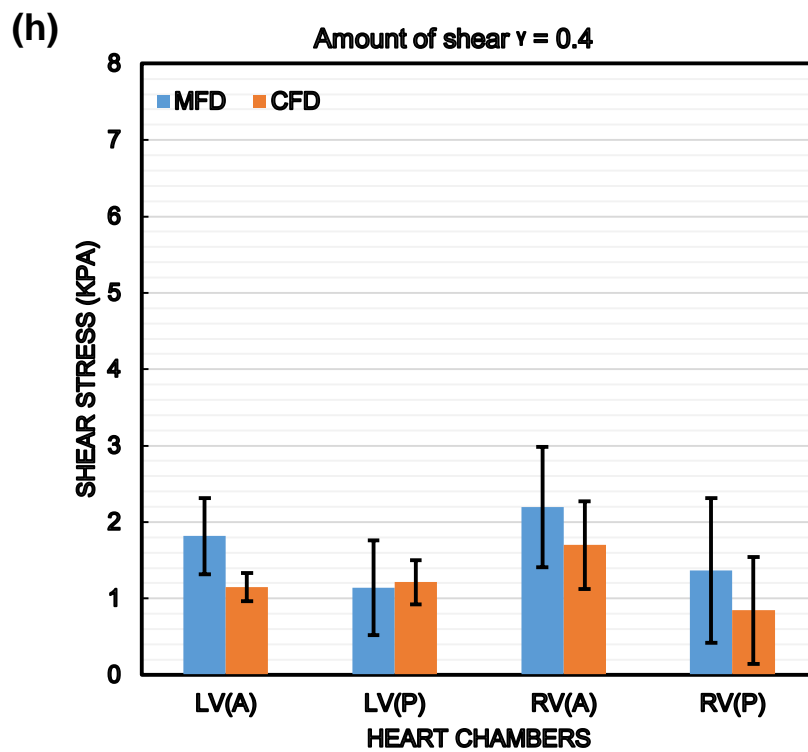 (h)
Amount of shear γ = 0.4
8
7
6
5
4
3
2
1
0
MFD CFD
SHEAR STRESS (KPA)
LV(A) LV(P) RV(A) RV(P)
HEART CHAMBERS